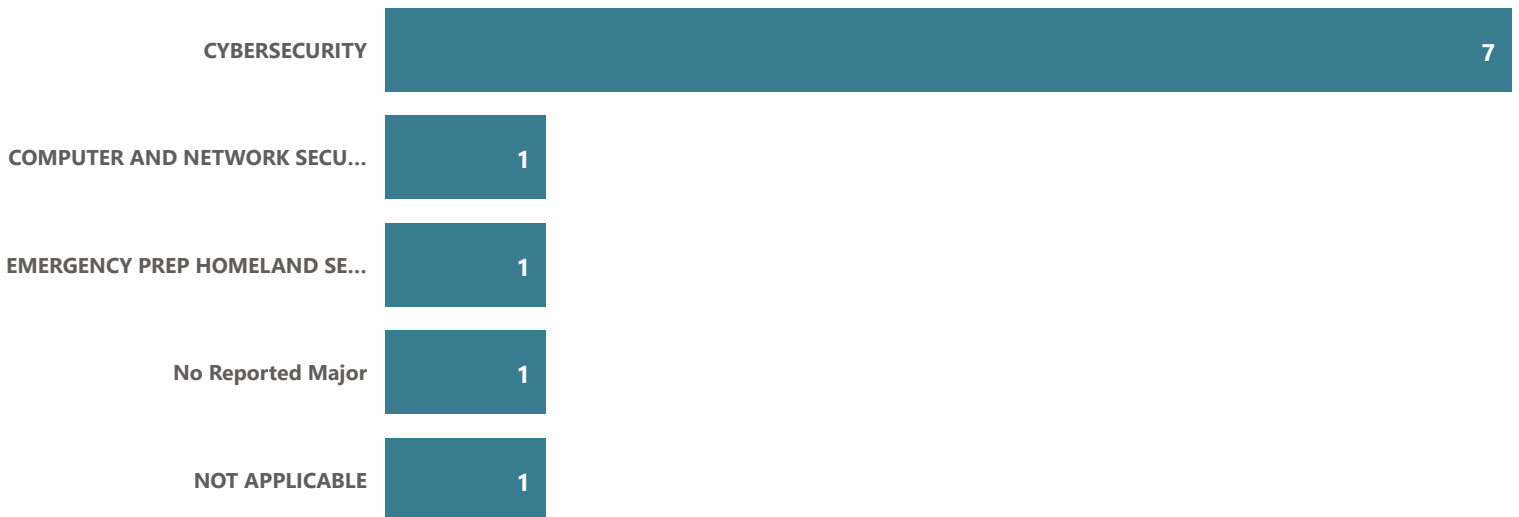 CYBERSECURITY 7
COMPUTER AND NETWORK SECU... 1
EMERGENCY PREP HOMELAND SE... 1
No Reported Major 1
NOT APPLICABLE 1